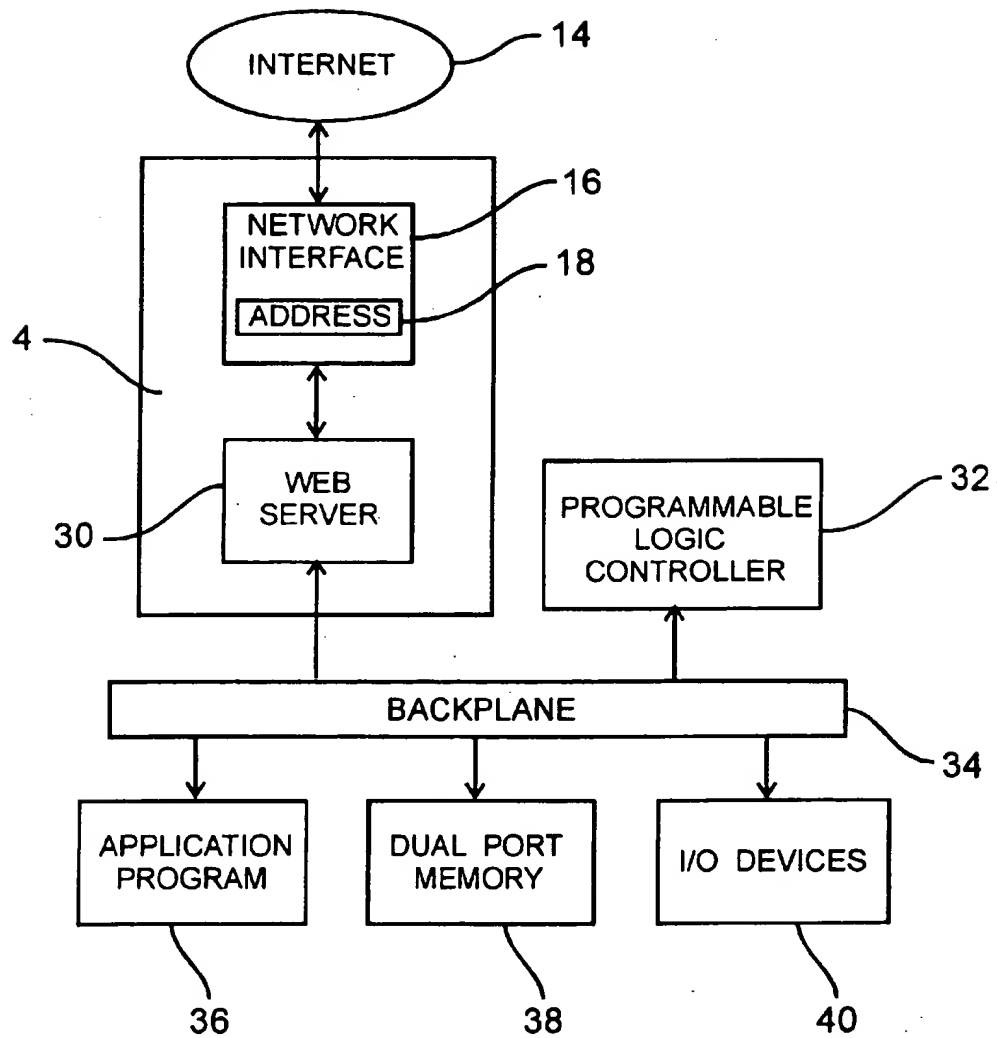 INTERNET
14
NETWORK
INTERFACE
16
ADDRESS
18
4
WEB
SERVER
30
PROGRAMMABLE
LOGIC
CONTROLLER
32
BACKPLANE
34
APPLICATION
PROGRAM
DUAL PORT
MEMORY
I/O DEVICES
36
38
40